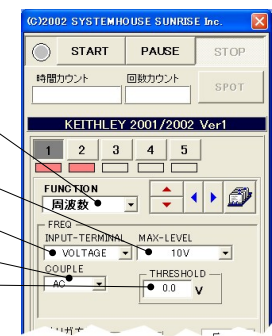 (C)2002 SYSTEMHOUSE SUNRISE Inc.
START PAUSE STOP
時間カウント 回数カウント
SPOT
KEITHLEY 2001/2002 Ver1
1 2 3 4 5
FUNCTION
周波数
FREQ
INPUT-TERMINAL MAX-LEVEL
VOLTAGE 10V
COUPLE THRESHOLD
AC 0.0 V